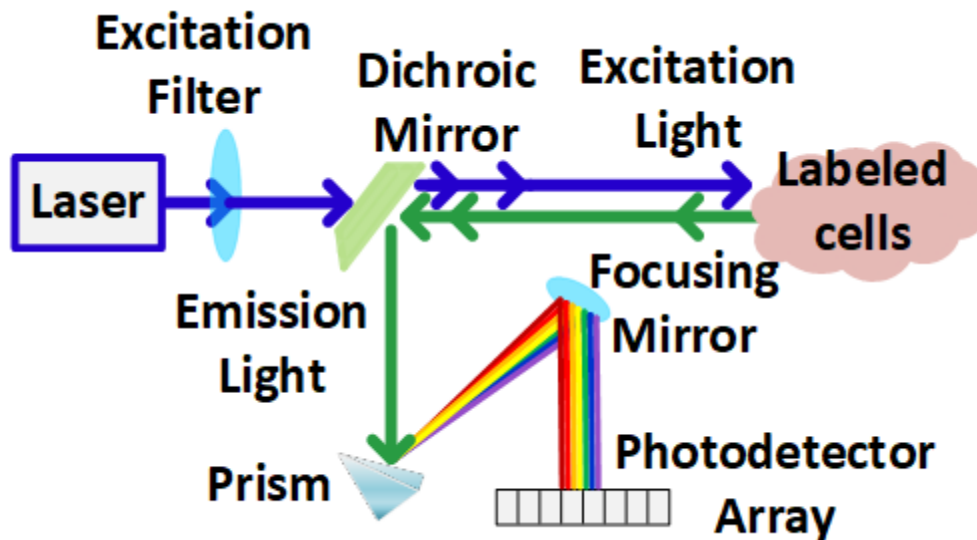 Excitation
Filter
Dichroic
Mirror
Excitation
Light
Laser
Labeled
cells
Emission
Light
Focusing
Mirror
Prism
Photodetector
Array